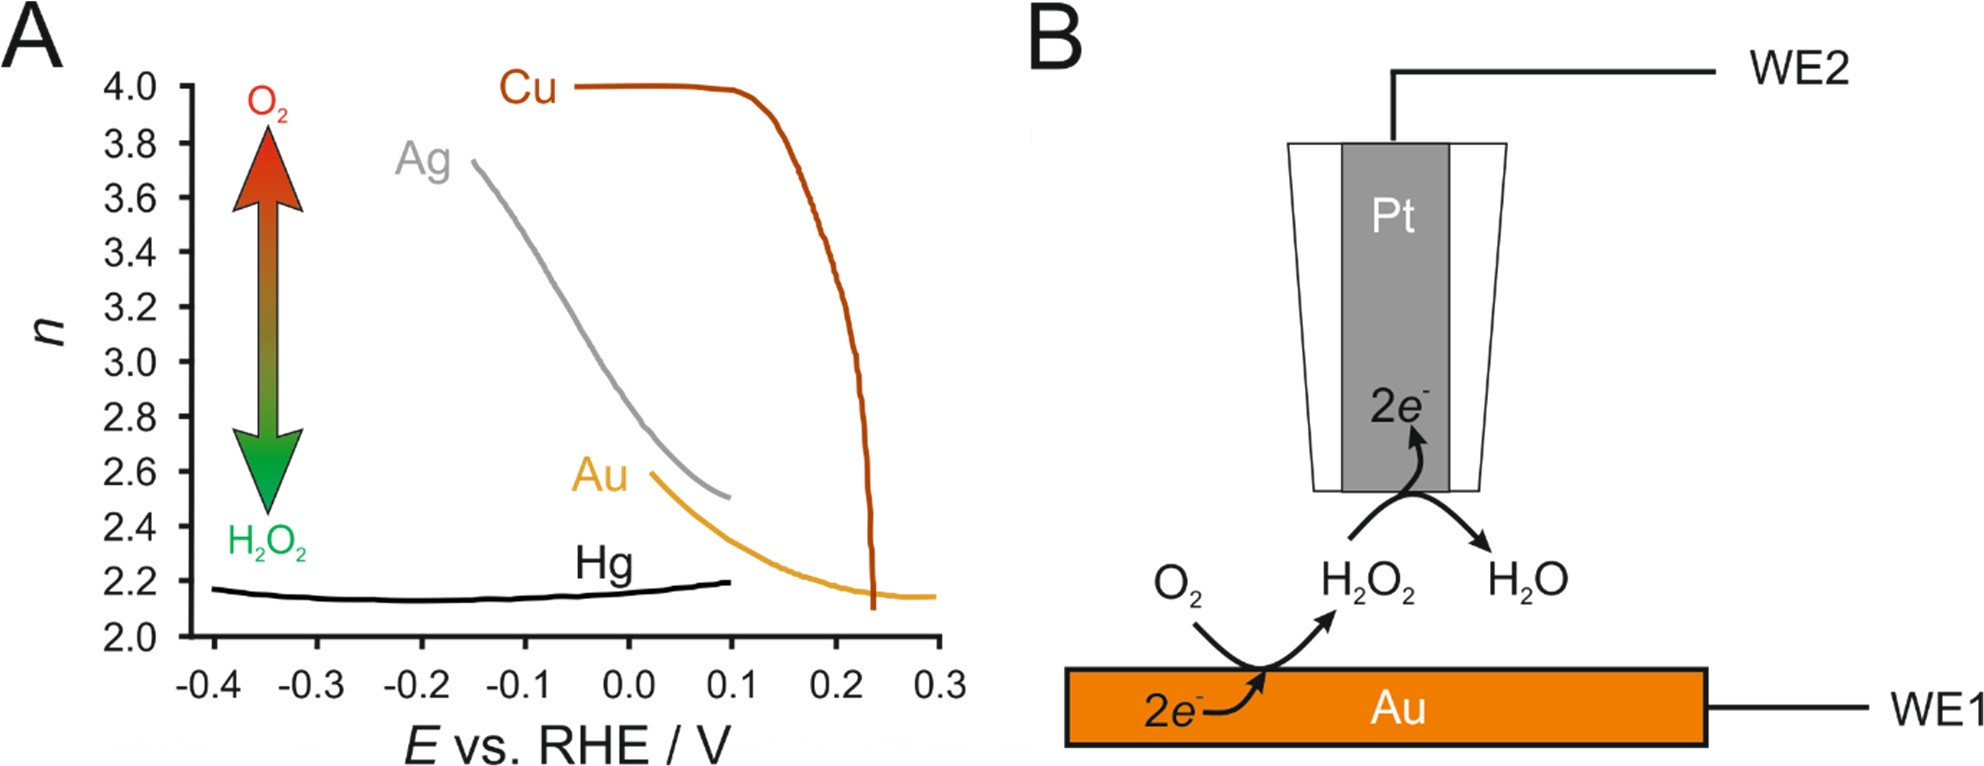 A
n
4.0
3.8
3.6
3.4
3.2
3.0
2.8
2.6
2.4
2.2
2.0
O₂
H₂O₂
Cu
Ag
Au
Hg
-0.4 -0.3 -0.2 -0.1 0.0 0.1 0.2 0.3
E vs. RHE / V
B
WE2
Pt
2e⁻
O₂ H₂O₂ H₂O
2e⁻ Au WE1